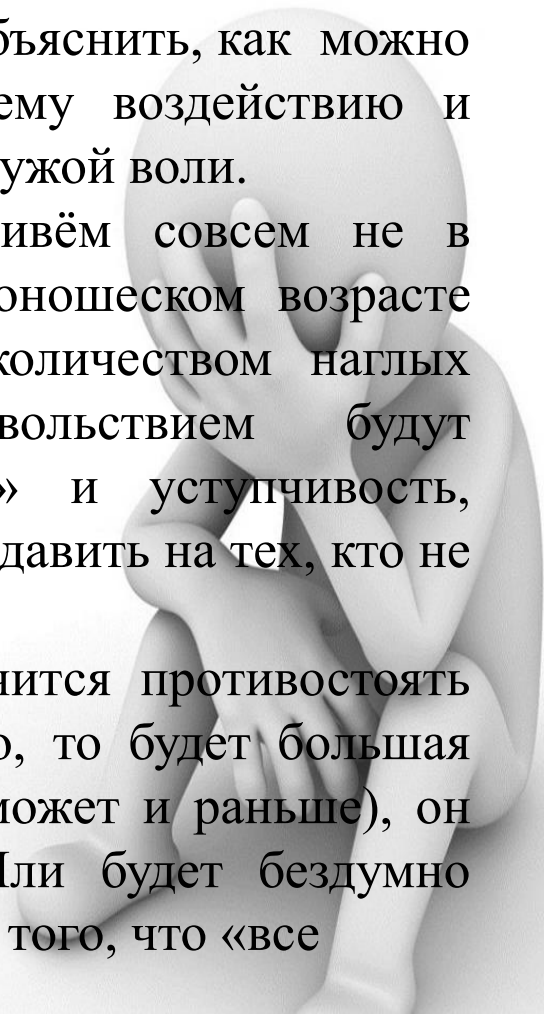 бъяснить, как можно
ему воздействию и
ужой воли.
ивём совсем не в
оношеском возрасте
количеством наглых
вольствием будут
» и уступчивость,
давить на тех, кто не
нится противостоять
о, то будет большая
может и раньше), он
Или будет бездумно
того, что «все